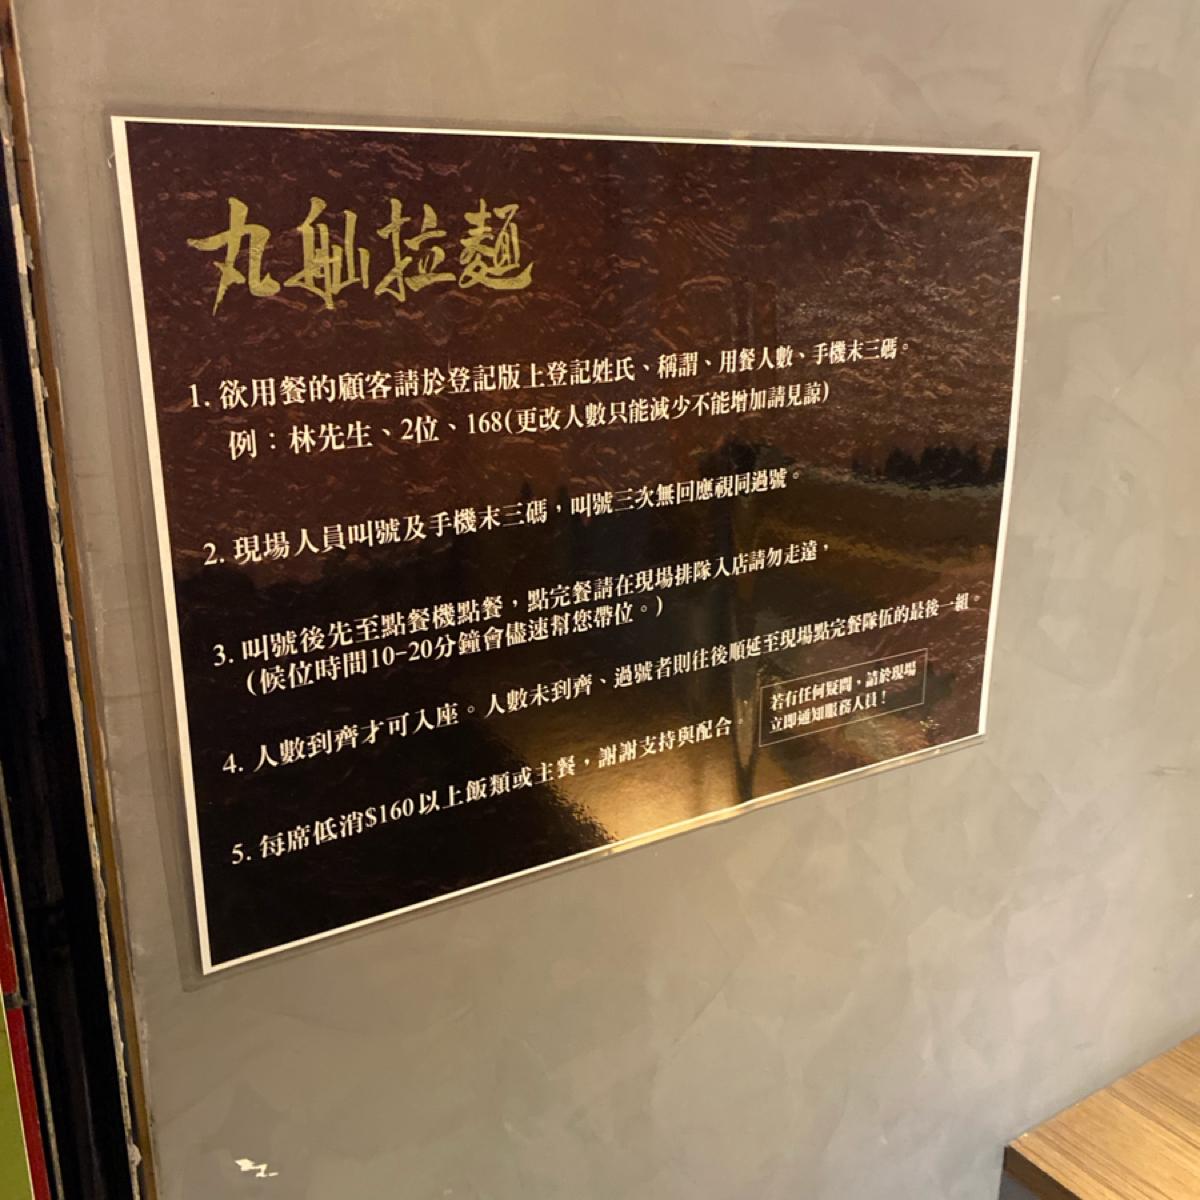 丸舢拉麵
1. 欲用餐的顧客請於登記版上登記姓氏、稱謂、用餐人數、手機末三碼。
例：林先生、2位、168(更改人數只能減少不能增加請見諒)
2. 現場人員叫號及手機末三碼，叫號三次無回應視同過號。
3. 叫號後先至點餐機點餐，點完餐請在現場排隊入店請勿走遠，
(候位時間10-20分鐘會儘速幫您帶位。)
4. 人數到齊才可入座。人數未到齊、過號者則往後順延至現場點完餐隊伍的最後一組。
5. 每席低消$160以上飯類或主餐，謝謝支持與配合。
若有任何疑問，請於現場
立即通知服務人員！